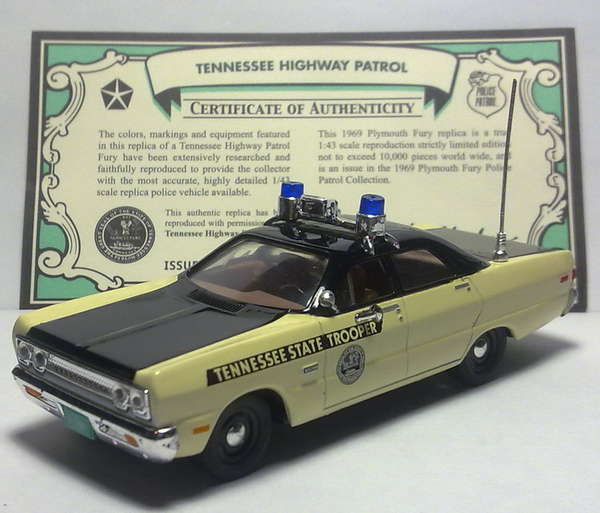 TENNESSEE HIGHWAY PATROL
CERTIFICATE OF AUTHENTICITY
POLICE
PATROL
The colors, markings and equipment featured
in this replica of a Tennessee Highway Patrol
Fury have been extensively researched and
faithfully reproduced to provide the collector
with the most accurate, highly detailed 1/43
scale replica police vehicle available.
This 1969 Plymouth Fury replica is a
1:43 scale reproduction strictly limited
not to exceed 10,000 pieces world wide,
is an issue in the 1969 Plymouth Fury
Patrol Collection.
This authentic replica has
reproduced with permission
Tennessee Highway
ISSUE
TENNESSEE STATE TROOPER